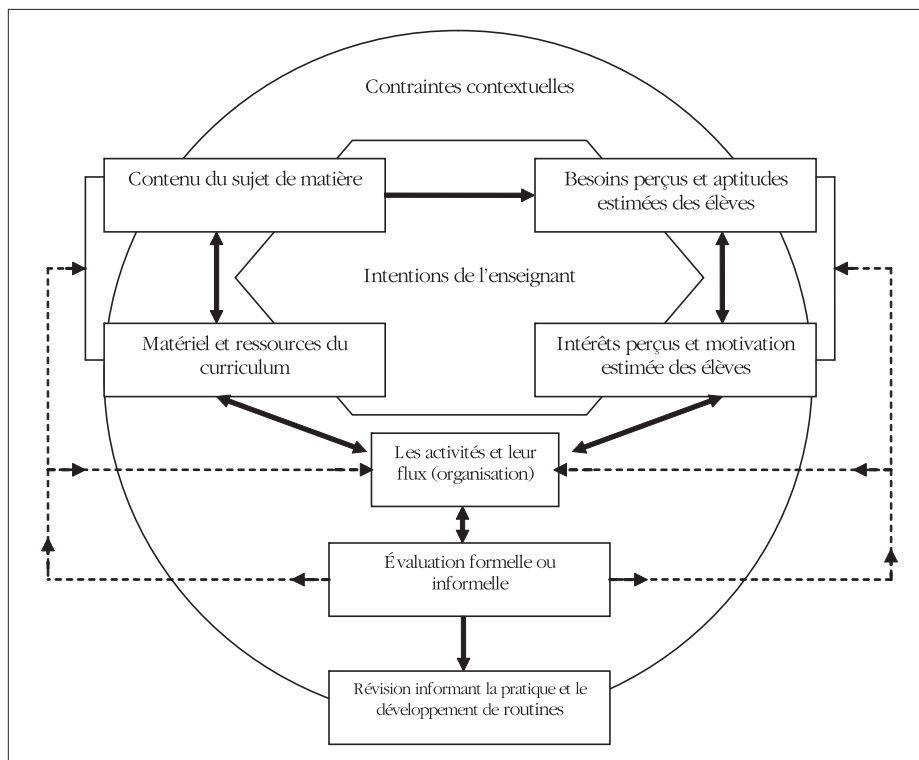 Contraintes contextuelles
Contenu du sujet de matière
Besoins perçus et aptitudes
estimées des élèves
Intentions de l'enseignant
Matériel et ressources du
curriculum
Intérêts perçus et motivation
estimée des élèves
Les activités et leur
flux (organisation)
Évaluation formelle ou
informelle
Révision informant la pratique et le
développement de routines